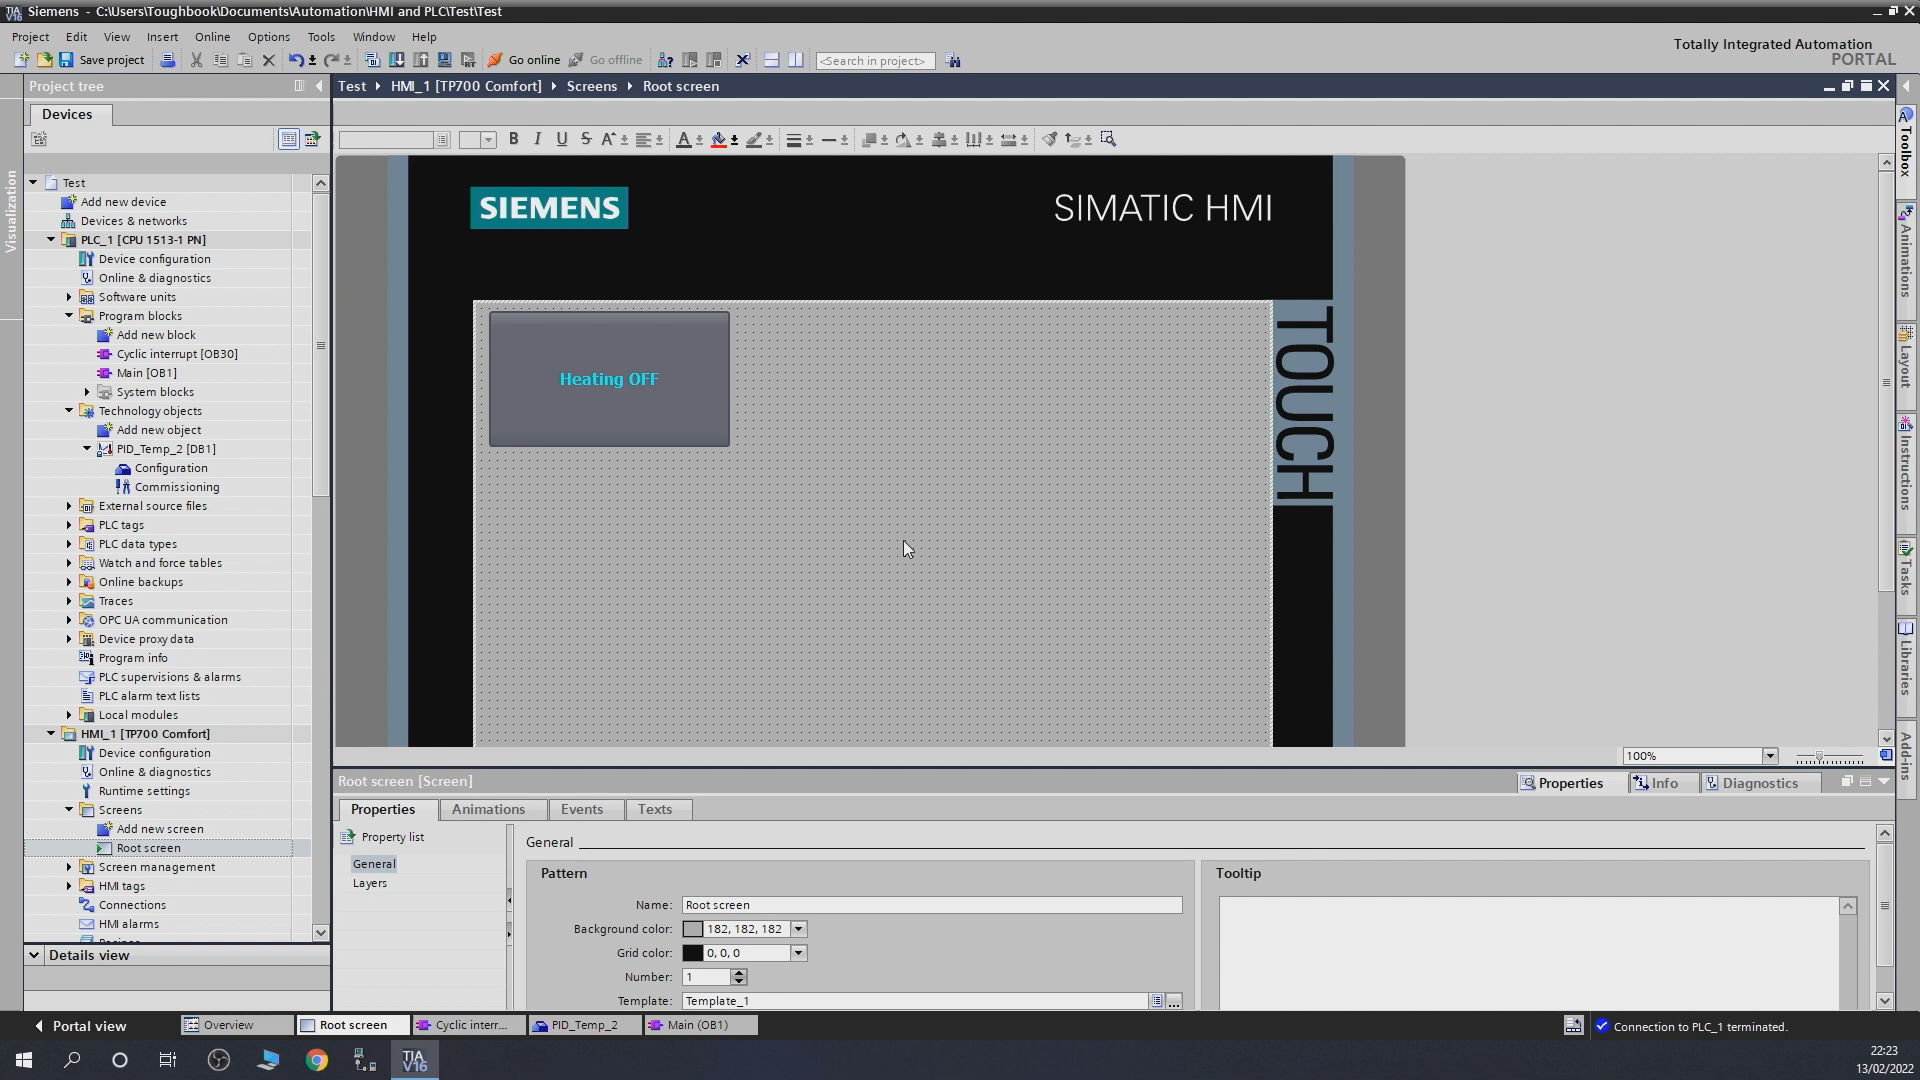 Siemens - C:\Users\Toughbook\Documents\Automation\HMI and PLC\Test\Test
Project Edit View Insert Online Options Tools Window Help
Totally Integrated Automation
PORTAL
Save project
Go online
Go offline
<Search in project>
Project tree
Test HMI_1 [TP700 Comfort] Screens Root screen
Devices
Visualization
Test
Add new device
Devices & networks
PLC_1 [CPU 1513-1 PN]
Device configuration
Online & diagnostics
Software units
Program blocks
Add new block
Cyclic interrupt [OB30]
Main [OB1]
System blocks
Technology objects
Add new object
PID_Temp_2 [DB1]
Configuration
Commissioning
External source files
PLC tags
PLC data types
Watch and force tables
Online backups
Traces
OPC UA communication
Device proxy data
Program info
PLC supervisions & alarms
PLC alarm text lists
Local modules
HMI_1 [TP700 Comfort]
Device configuration
Online & diagnostics
Runtime settings
Screens
Add new screen
Root screen
Screen management
HMI tags
Connections
HMI alarms
Details view
B I U S A A
SIEMENS
SIMATIC HMI
Heating OFF
TOUCH
100%
Toolbox
Animations
Layout
Instructions
Tasks
Libraries
Add-ins
Root screen [Screen]
Properties Info Diagnostics
Properties Animations Events Texts
Property list
General
Layers
General
Pattern
Name: Root screen
Background color: 182, 182, 182
Grid color: 0, 0, 0
Number: 1
Template: Template_1
...
Tooltip
Portal view
Overview
Root screen
Cyclic interr...
PID_Temp_2
Main (OB1)
Connection to PLC_1 terminated.
TIA
V16
22:23
13/02/2022